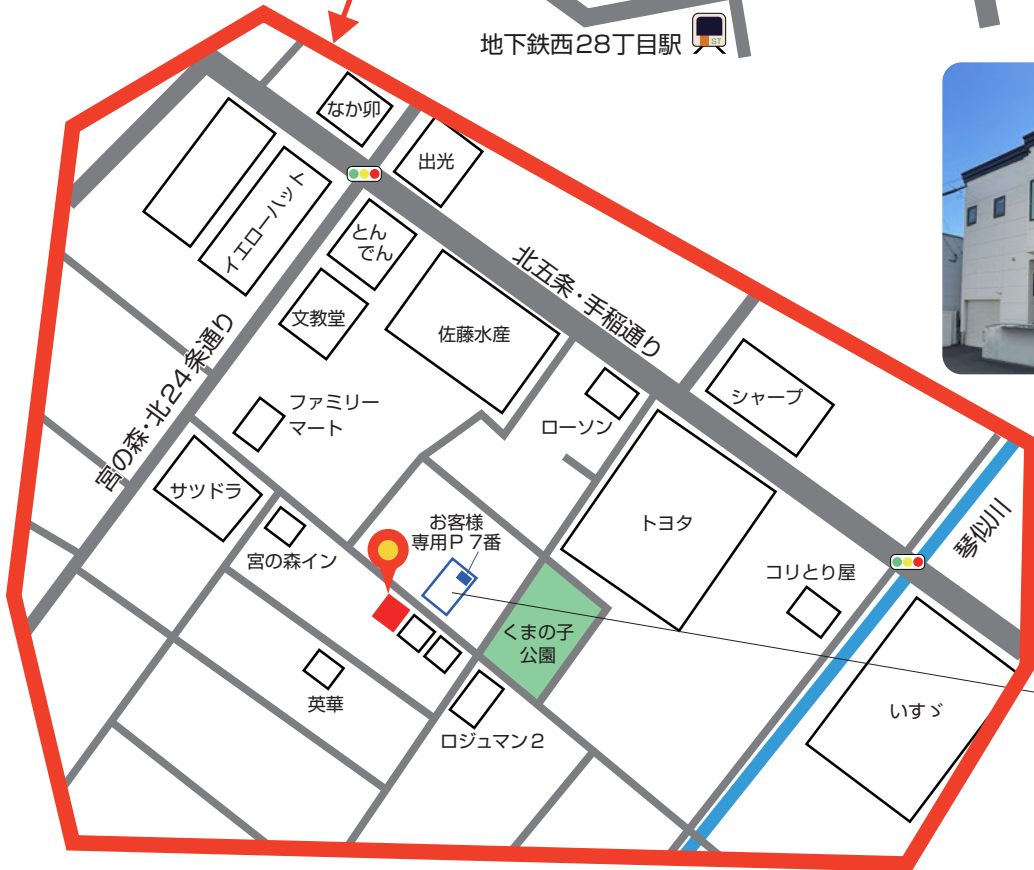 地下鉄西28丁目駅
ST
なか卯
出光
イエローハット
とん
でん
北五条・手稲通り
文教堂
佐藤水産
宮の森・北24条通り
ファミリー
マート
ローソン
シャープ
サツドラ
お客様
専用P 7番
トヨタ
琴似川
宮の森イン
コリとり屋
くまの子
公園
英華
いすゞ
ロジュマン2